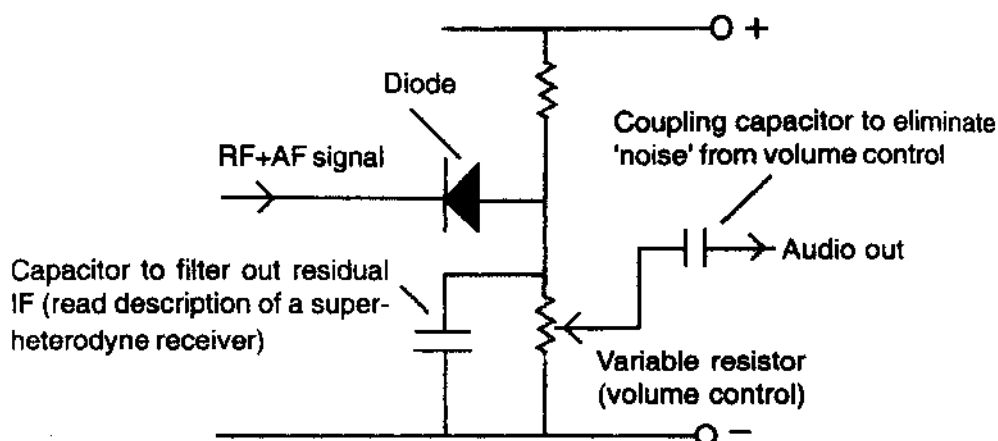 +
Diode
Coupling capacitor to eliminate
'noise' from volume control
RF+AF signal
Audio out
Capacitor to filter out residual
IF (read description of a super-
heterodyne receiver)
Variable resistor
(volume control)
−